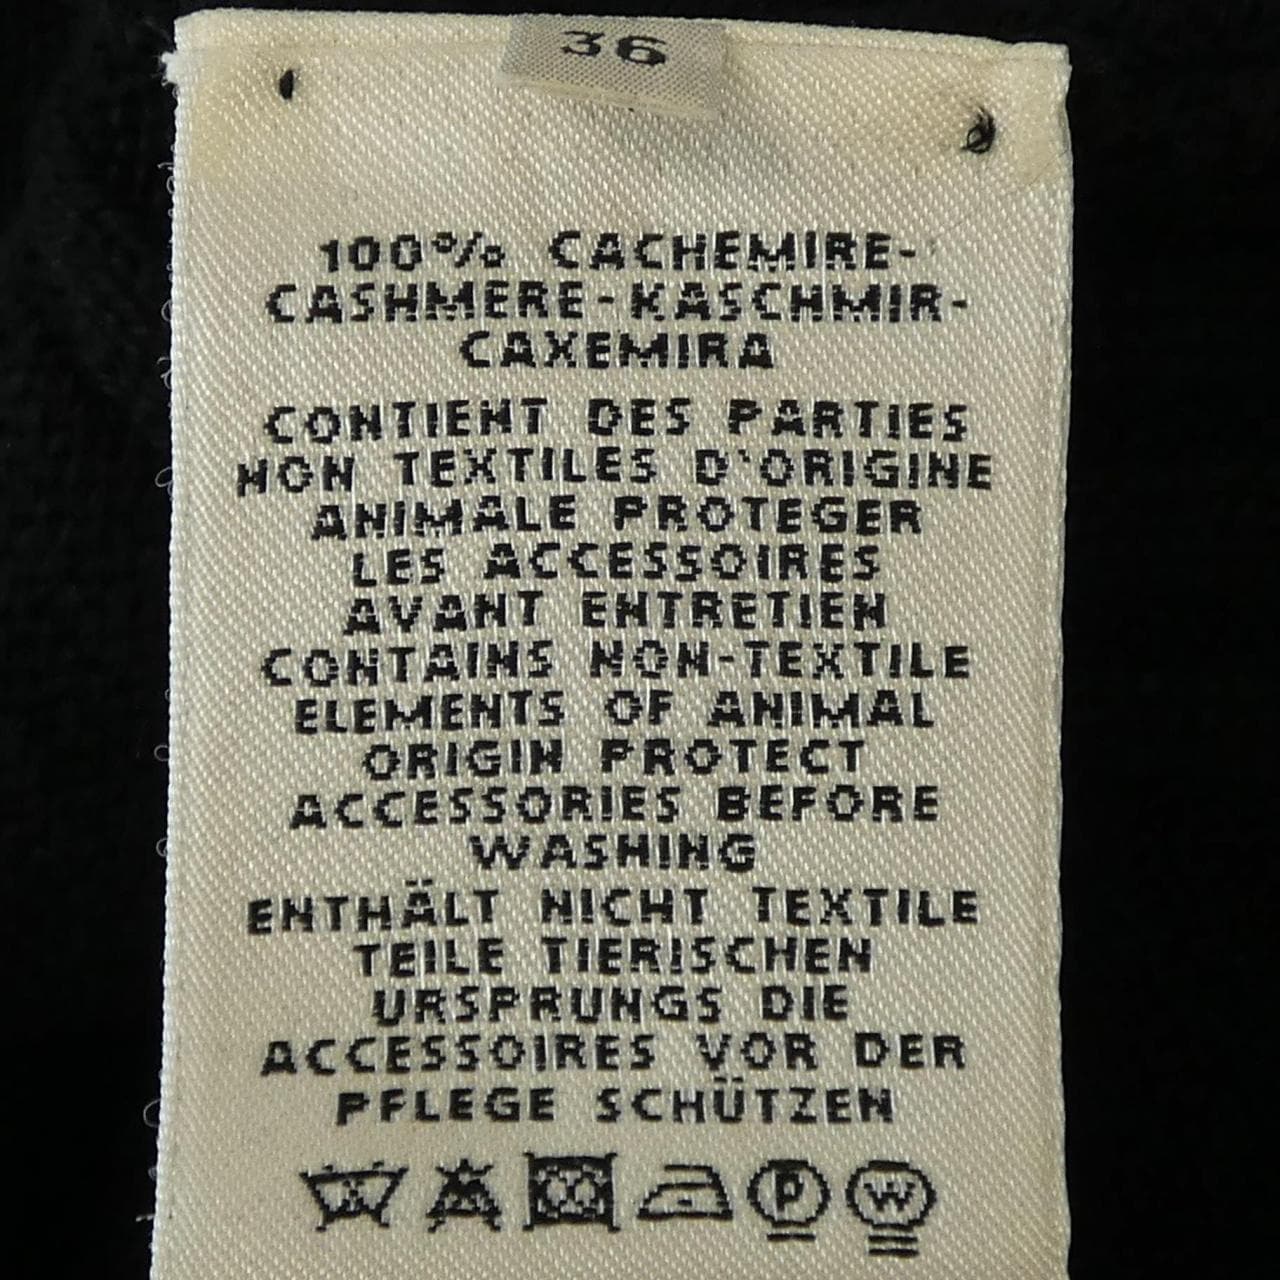 36
100% CACHEMIRE-
CASHMERE-KASCHMIR-
CAXEMIRA
CONTIENT DES PARTIES
NON TEXTILES D'ORIGINE
ANIMALE PROTEGER
LES ACCESSOIRES
AVANT ENTRETIEN
CONTAINS NON-TEXTILE
ELEMENTS OF ANIMAL
ORIGIN PROTECT
ACCESSORIES BEFORE
WASHING
ENTHÄLT NICHT TEXTILE
TEILE TIERISCHEN
URSPRUNGS DIE
ACCESSOIRES VOR DER
PFLEGE SCHÜTZEN
P W